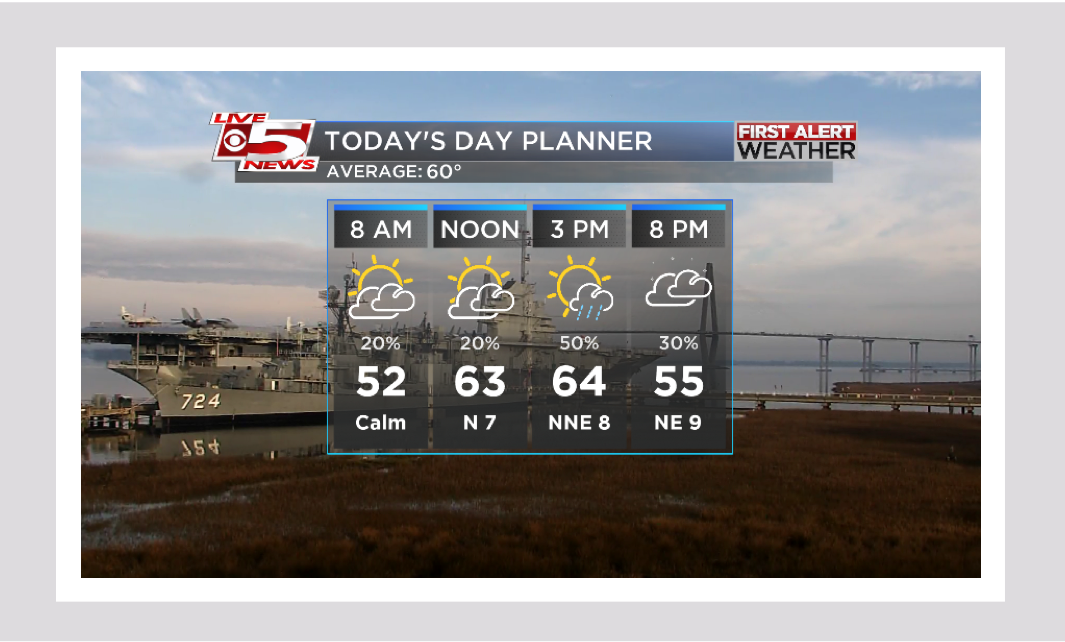 LIVE
5
NEWS
TODAY'S DAY PLANNER
FIRST ALERT
WEATHER
AVERAGE: 60°
8 AM NOON 3 PM 8 PM
20% 20% 50% 30%
52 63 64 55
Calm N 7 NNE 8 NE 9
724